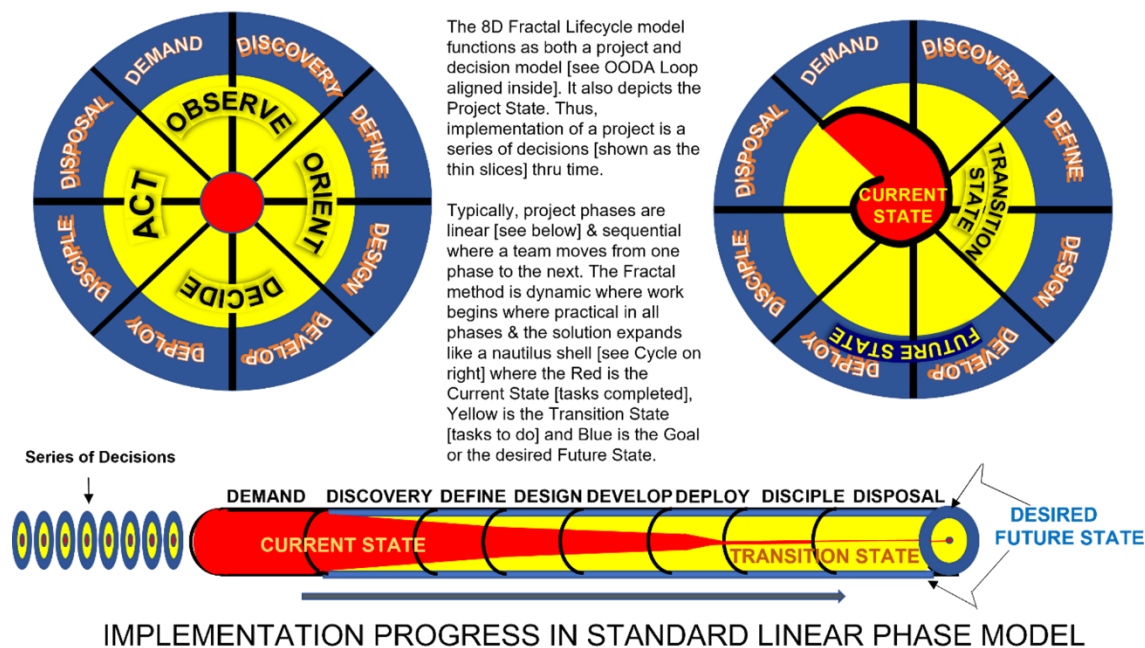 DEMAND
DISCOVERY
DEFINE
DESIGN
DEVELOP
DEPLOY
DISCIPLE
DISPOSAL
OBSERVE
ORIENT
DECIDE
ACT
The 8D Fractal Lifecycle model
functions as both a project and
decision model [see OODA Loop
aligned inside]. It also depicts the
Project State. Thus,
implementation of a project is a
series of decisions [shown as the
thin slices] thru time.
Typically, project phases are
linear [see below] & sequential
where a team moves from one
phase to the next. The Fractal
method is dynamic where work
begins where practical in all
phases & the solution expands
like a nautilus shell [see Cycle on
right] where the Red is the
Current State [tasks completed],
Yellow is the Transition State
[tasks to do] and Blue is the Goal
or the desired Future State.
DEMAND
DISCOVERY
DEFINE
DESIGN
DEVELOP
DEPLOY
DISCIPLE
DISPOSAL
CURRENT
STATE
TRANSITION
STATE
FUTURE STATE
Series of Decisions
DEMAND DISCOVERY DEFINE DESIGN DEVELOP DEPLOY DISCIPLE DISPOSAL
CURRENT STATE
TRANSITION STATE
DESIRED
FUTURE STATE
IMPLEMENTATION PROGRESS IN STANDARD LINEAR PHASE MODEL